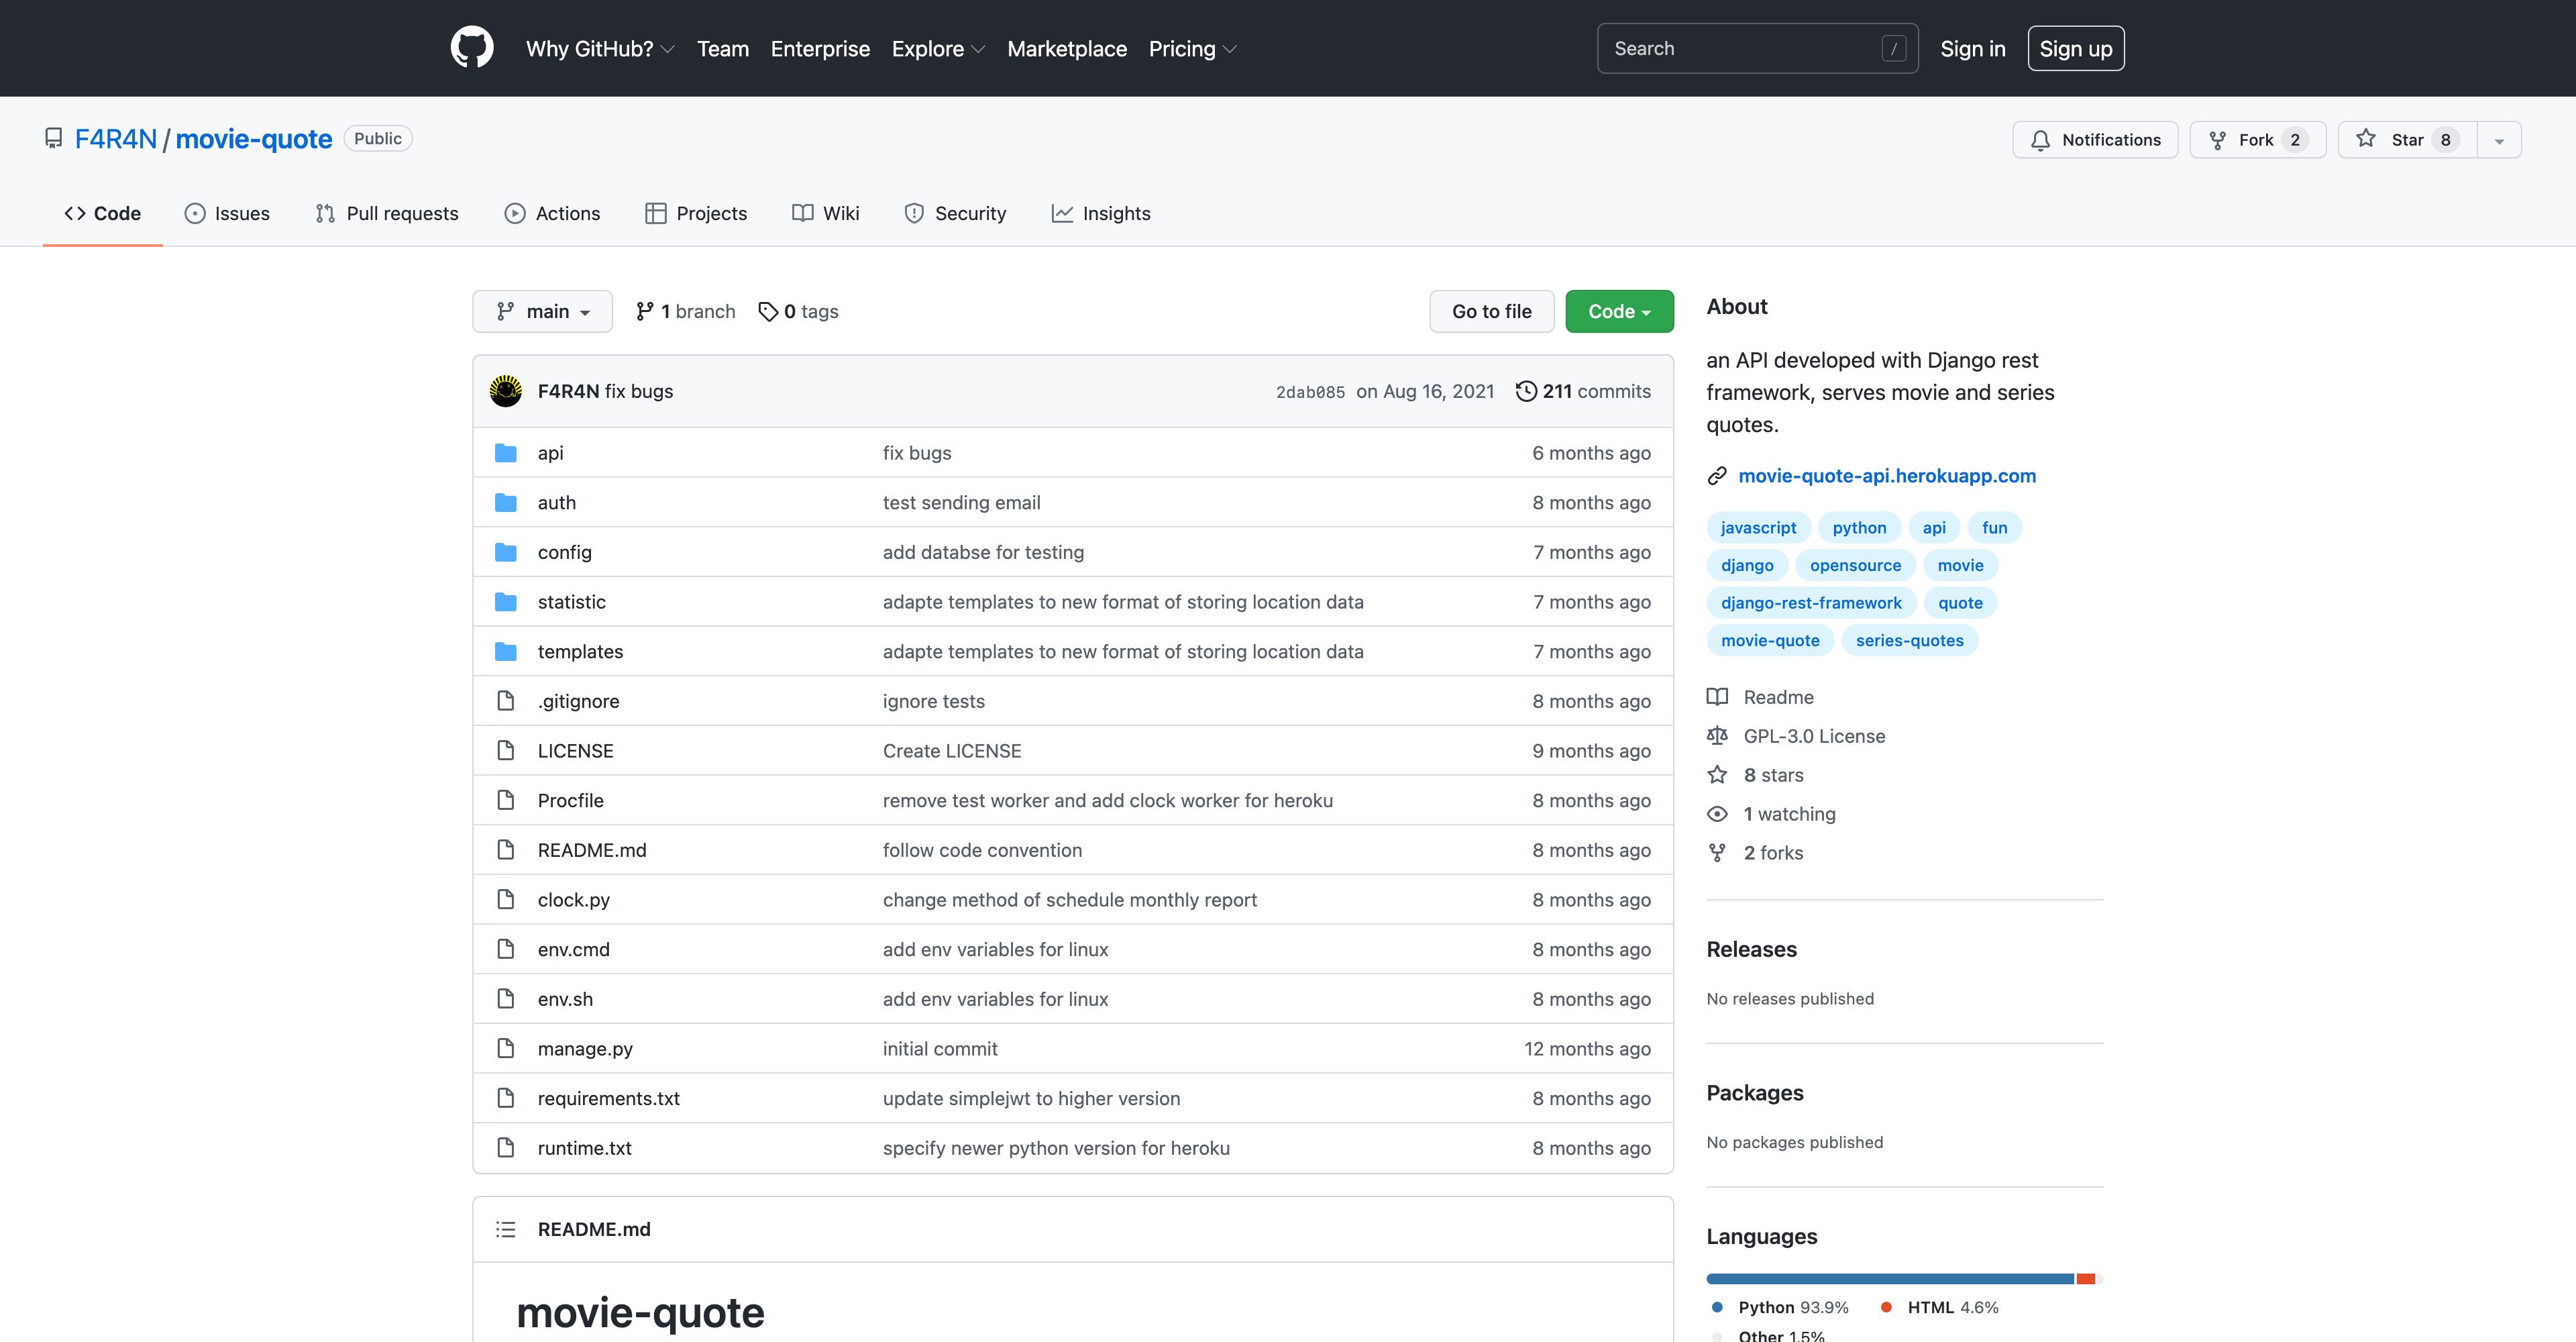 Why GitHub? Team Enterprise Explore Marketplace Pricing Search / Sign in Sign up
F4R4N / movie-quote Public Notifications Fork 2 Star 8
Code Issues Pull requests Actions Projects Wiki Security Insights
main 1 branch 0 tags Go to file Code
F4R4N fix bugs 2dab085 on Aug 16, 2021 211 commits
api fix bugs 6 months ago
auth test sending email 8 months ago
config add databse for testing 7 months ago
statistic adapte templates to new format of storing location data 7 months ago
templates adapte templates to new format of storing location data 7 months ago
.gitignore ignore tests 8 months ago
LICENSE Create LICENSE 9 months ago
Procfile remove test worker and add clock worker for heroku 8 months ago
README.md follow code convention 8 months ago
clock.py change method of schedule monthly report 8 months ago
env.cmd add env variables for linux 8 months ago
env.sh add env variables for linux 8 months ago
manage.py initial commit 12 months ago
requirements.txt update simplejwt to higher version 8 months ago
runtime.txt specify newer python version for heroku 8 months ago
README.md
movie-quote
About
an API developed with Django rest
framework, serves movie and series
quotes.
movie-quote-api.herokuapp.com
javascript python api fun
django opensource movie
django-rest-framework quote
movie-quote series-quotes
Readme
GPL-3.0 License
8 stars
1 watching
2 forks
Releases
No releases published
Packages
No packages published
Languages
Python 93.9% HTML 4.6%
Other 1.5%